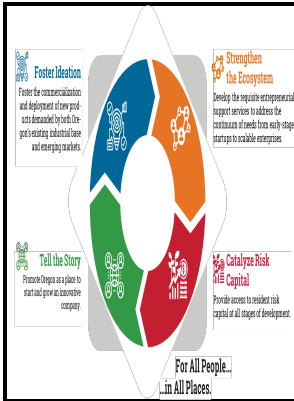 Foster Ideation
Foster the commercialization
and deployment of new prod-
ucts demanded by both Ore-
gon's existing industrial base
and emerging markets.
Strengthen
the Ecosystem
Develop the requisite entrepreneurial
support services to address the
continuum of needs from early-stage
startups to scalable enterprises.
Tell the Story
Promote Oregon as a place to
start and grow an innovative
company.
Catalyze Risk
Capital
Provide access to resident risk
capital at all stages of development.
For All People...
...in All Places.